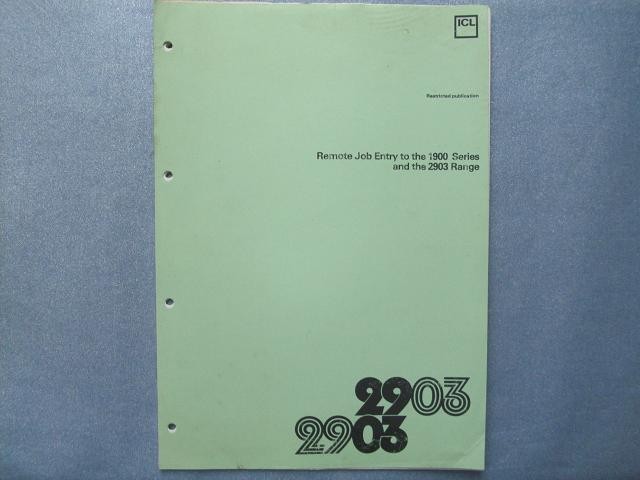 ICL
Restricted publication
Remote Job Entry to the 1900 Series
and the 2903 Range
2903
2903